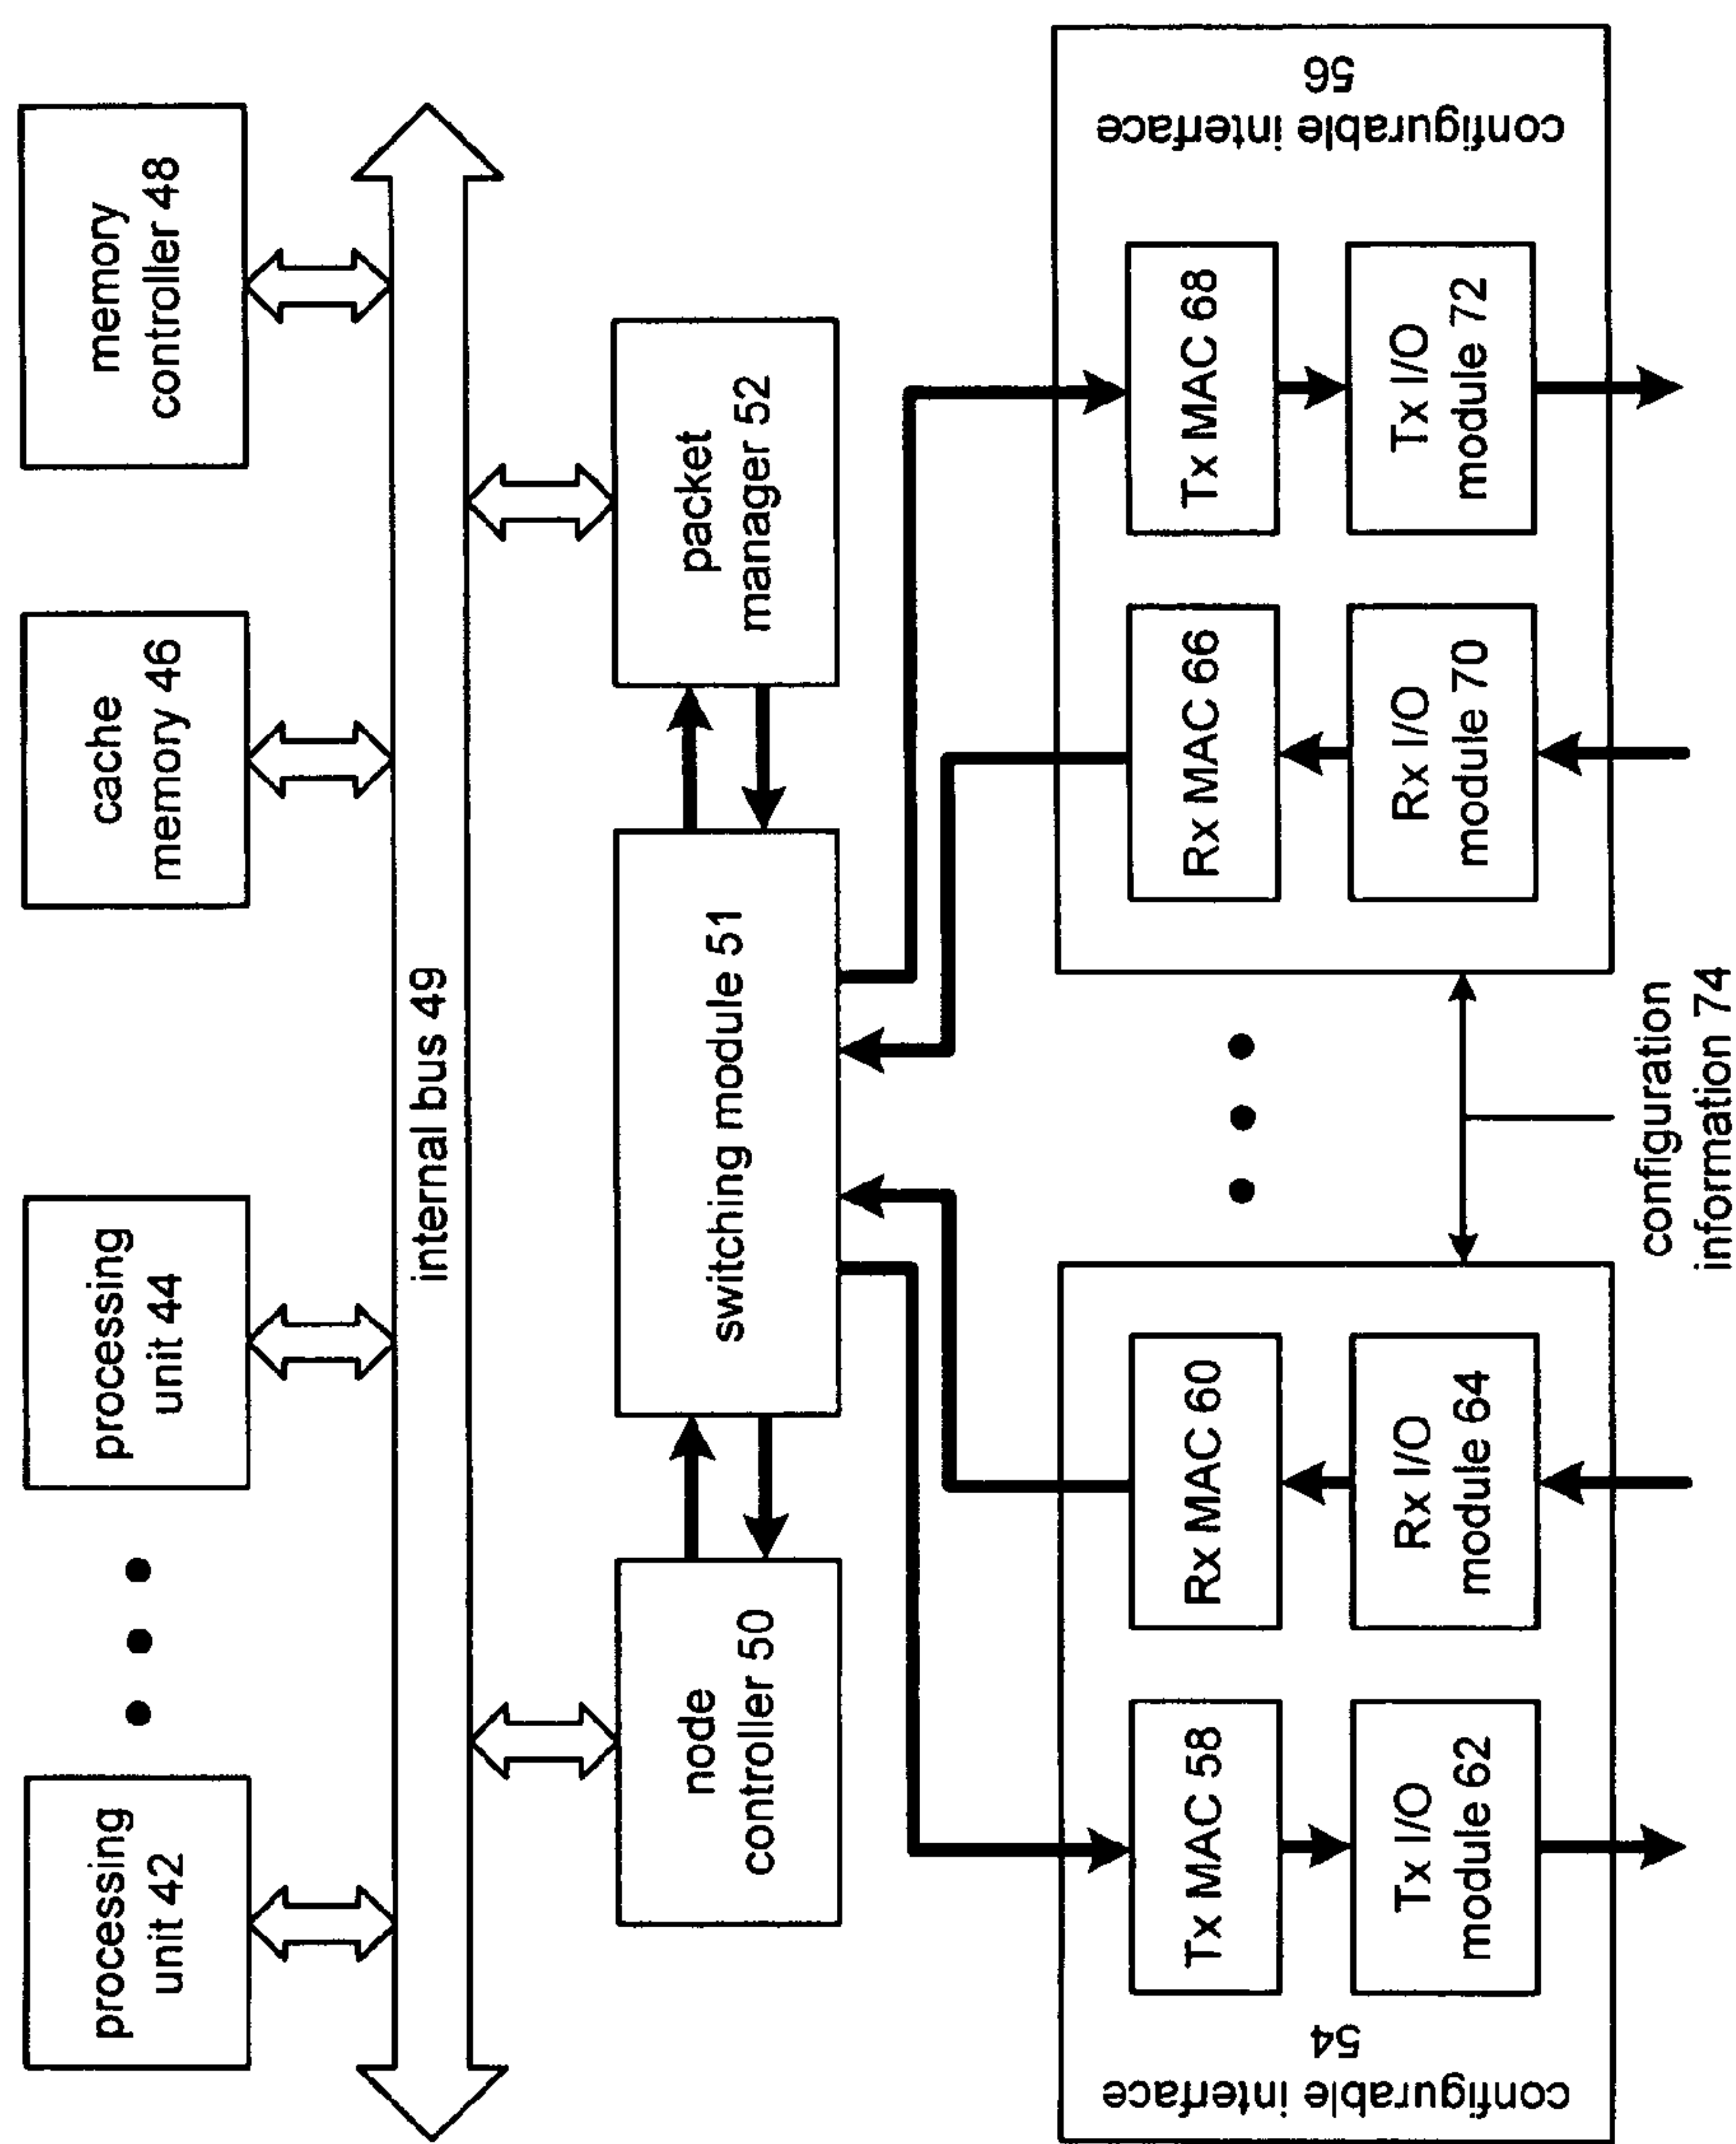 processing
unit 42
processing
unit 44
cache
memory 46
memory
controller 48
internal bus 49
node
controller 50
switching module 51
packet
manager 52
configurable interface
54
Tx MAC 58
Rx MAC 60
Tx I/O
module 62
Rx I/O
module 64
configuration
information 74
Rx MAC 66
Tx MAC 68
Rx I/O
module 70
Tx I/O
module 72
configurable interface
56